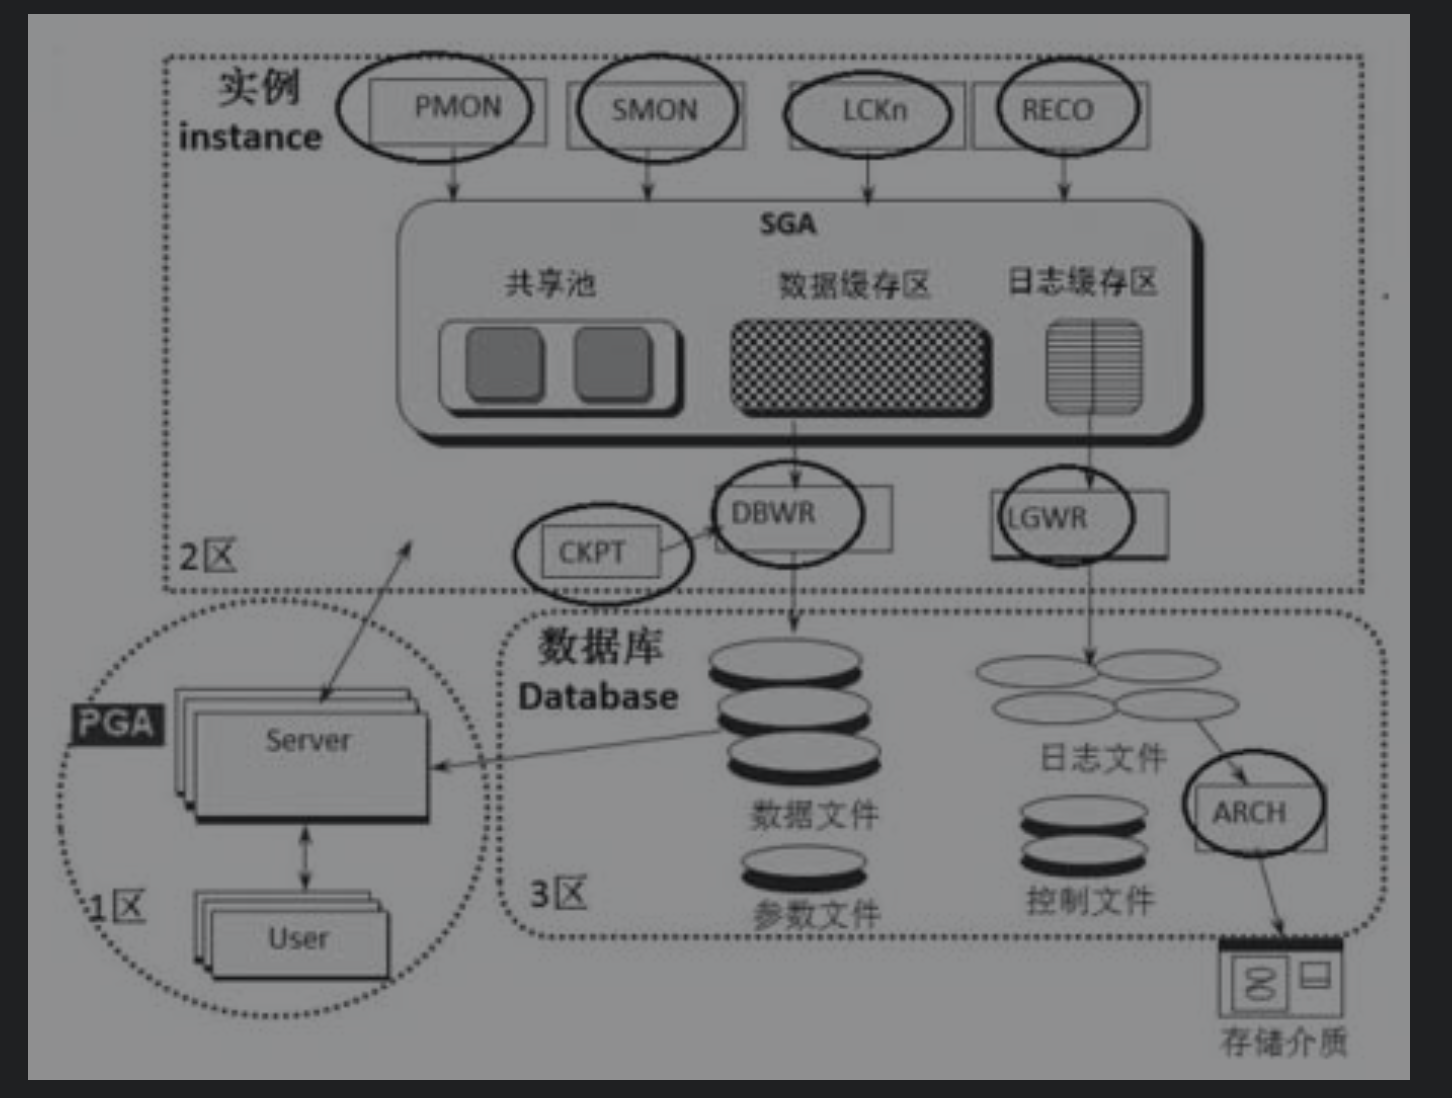 实例
instance
PMON
SMON
LCKn
RECO
SGA
共享池
数据缓存区
日志缓存区
DBWR
LGWR
CKPT
2区
数据库
Database
PGA
Server
日志文件
ARCH
数据文件
1区
3区
控制文件
参数文件
User
存储介质